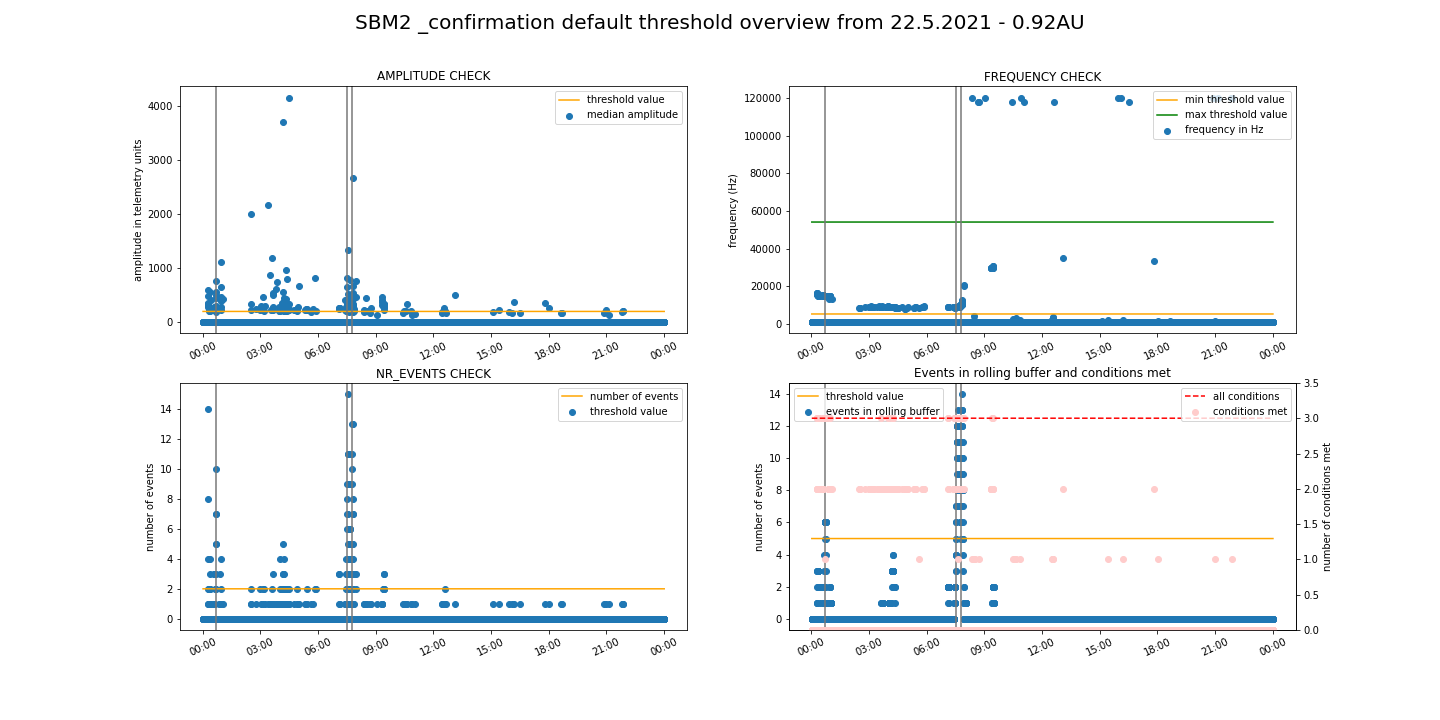 SBM2 _confirmation default threshold overview from 22.5.2021 - 0.92AU
AMPLITUDE CHECK
threshold value
median amplitude
amplitude in telemetry units
4000
3000
2000
1000
0
00:00 03:00 06:00 09:00 12:00 15:00 18:00 21:00 00:00
FREQUENCY CHECK
min threshold value
max threshold value
frequency in Hz
frequency (Hz)
120000
100000
80000
60000
40000
20000
0
00:00 03:00 06:00 09:00 12:00 15:00 18:00 21:00 00:00
NR_EVENTS CHECK
number of events
threshold value
number of events
14
12
10
8
6
4
2
0
00:00 03:00 06:00 09:00 12:00 15:00 18:00 21:00 00:00
Events in rolling buffer and conditions met
threshold value
events in rolling buffer
all conditions
conditions met
number of events
14
12
10
8
6
4
2
0
3.5
3.0
2.5
2.0
1.5
1.0
0.5
0.0
number of conditions met
00:00 03:00 06:00 09:00 12:00 15:00 18:00 21:00 00:00